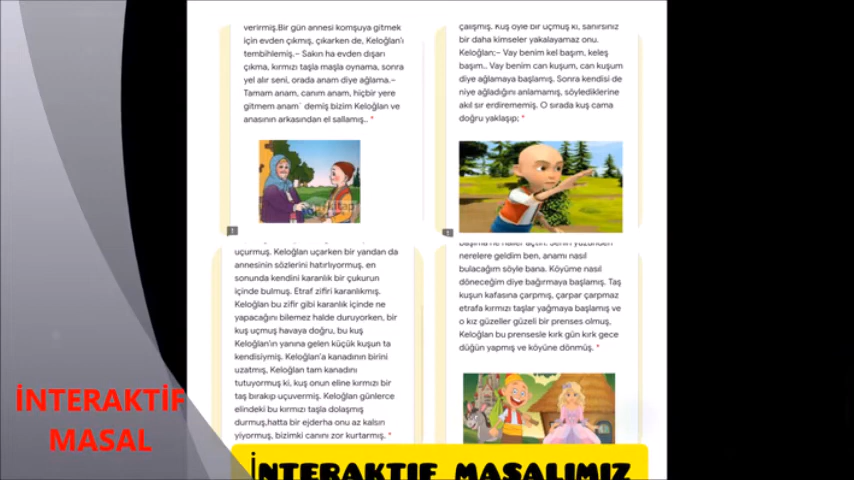 verirmiş.Bir gün annesi komşuya gitmek
için evden çıkmış, çıkarken de, Keloğlan'ı
tembihlemiş.– Sakın ha evden dışarı
çıkma, kırmızı taşla maşla oynama, sonra
yel alır seni, orada anam diye ağlama.–
Tamam anam, canım anam, hiçbir yere
gitmem anam` demiş bizim Keloğlan ve
anasının arkasından el sallamış.. *
çalışmış. Kuş öyle bir uçmuş ki, sanırsınız
bir daha kimseler yakalayamaz onu.
Keloğlan;– Vay benim kel başım, keleş
başım.. Vay benim can kuşum, can kuşum
diye ağlamaya başlamış. Sonra kendisi de
niye ağladığını anlamamış, söylediklerine
akıl sır erdirememiş. O sırada kuş cama
doğru yaklaşıp; *
uçurmuş. Keloğlan uçarken bir yandan da
annesinin sözlerini hatırlıyormuş, en
sonunda kendini karanlık bir çukurun
içinde bulmuş. Etraf zifiri karanlıkmış.
Keloğlan bu zifir gibi karanlık içinde ne
yapacağını bilemez halde duruyorken, bir
kuş uçmuş havaya doğru, bu kuş
Keloğlan'ın yanına gelen küçük kuşun ta
kendisiymiş. Keloğlan'a kanadının birini
uzatmış, Keloğlan tam kanadını
tutuyormuş ki, kuş onun eline kırmızı bir
taş bırakıp uçuvermiş. Keloğlan günlerce
elindeki bu kırmızı taşla dolaşmış
durmuş,hatta bir ejderha onu az kalsın
yiyormuş, bizimki canını zor kurtarmış. *
başıma ne haller açtın. Senin yüzünden
nerelere geldim ben, anamı nasıl
bulacağım söyle bana. Köyüme nasıl
döneceğim diye bağırmaya başlamış. Taş
kuşun kafasına çarpmış, çarpar çarpmaz
etrafa kırmızı taşlar yağmaya başlamış ve
o kız güzeller güzeli bir prenses olmuş,
Keloğlan bu prensesle kırk gün kırk gece
düğün yapmış ve köyüne dönmüş. *
İNTERAKTİF
MASAL
İNTERAKTIF MASALIMIZ